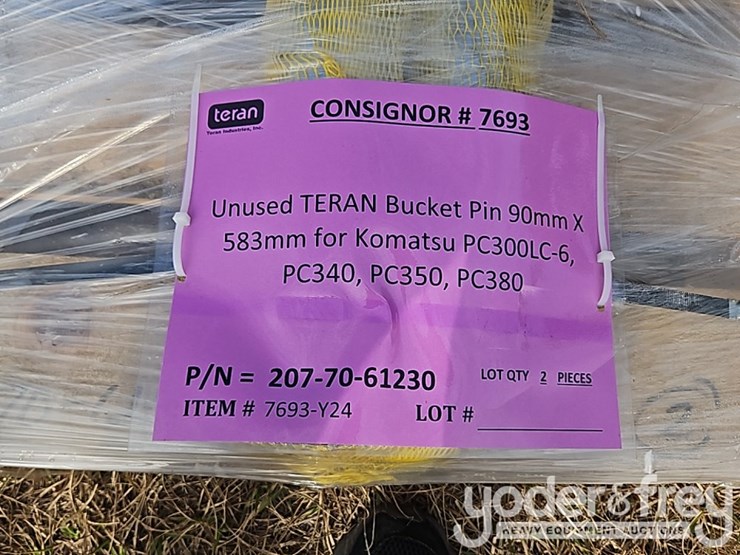 teran
Teran Industries, Inc.
CONSIGNOR # 7693
Unused TERAN Bucket Pin 90mm X
583mm for Komatsu PC300LC-6,
PC340, PC350, PC380
P/N = 207-70-61230
LOT QTY 2 PIECES
ITEM # 7693-Y24
LOT #
yoder&frey
HEAVY EQUIPMENT AUCTIONS